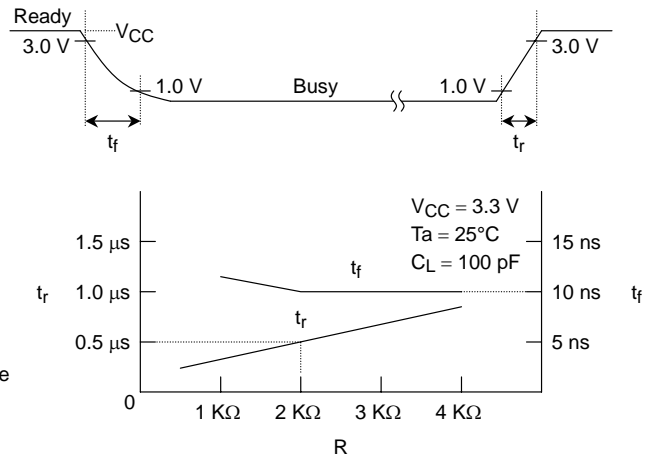 Ready
VCC
3.0 V
3.0 V
1.0 V
Busy
1.0 V
tf
tr
VCC = 3.3 V
Ta = 25°C
CL = 100 pF
1.5 μs
15 ns
tf
tr
1.0 μs
10 ns
tf
tr
0.5 μs
5 ns
e
0
1 KΩ
2 KΩ
3 KΩ
4 KΩ
R